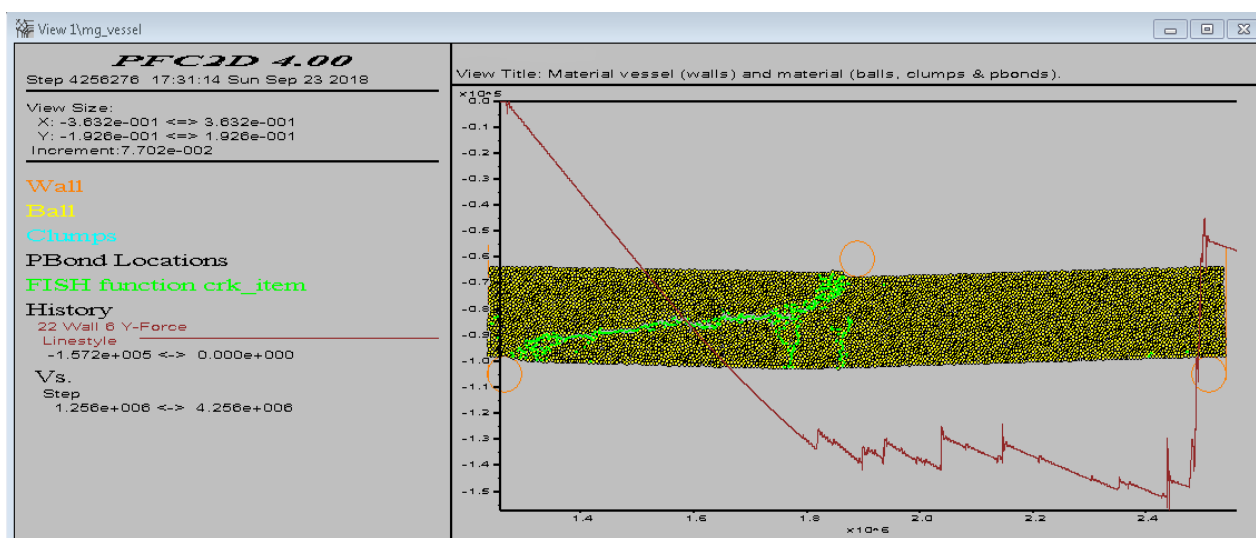 View 1\mg_vessel
PFC2D 4.00
Step 4256276 17:31:14 Sun Sep 23 2018
View Size:
X: -3.632e-001 <=> 3.632e-001
Y: -1.926e-001 <=> 1.926e-001
Increment:7.702e-002
Wall
Ball
Clumps
PBond Locations
FISH function crk_item
History
22 Wall 6 Y-Force
Linestyle
-1.572e+005 <-> 0.000e+000
Vs.
Step
1.256e+006 <-> 4.256e+006
View Title: Material vessel (walls) and material (balls, clumps & pbonds).
×10^5
0.0
-0.1
-0.2
-0.3
-0.4
-0.5
-0.6
-0.7
-0.8
-0.9
-1.0
-1.1
-1.2
-1.3
-1.4
-1.5
1.4 1.6 1.8 2.0 2.2 2.4
×10^6